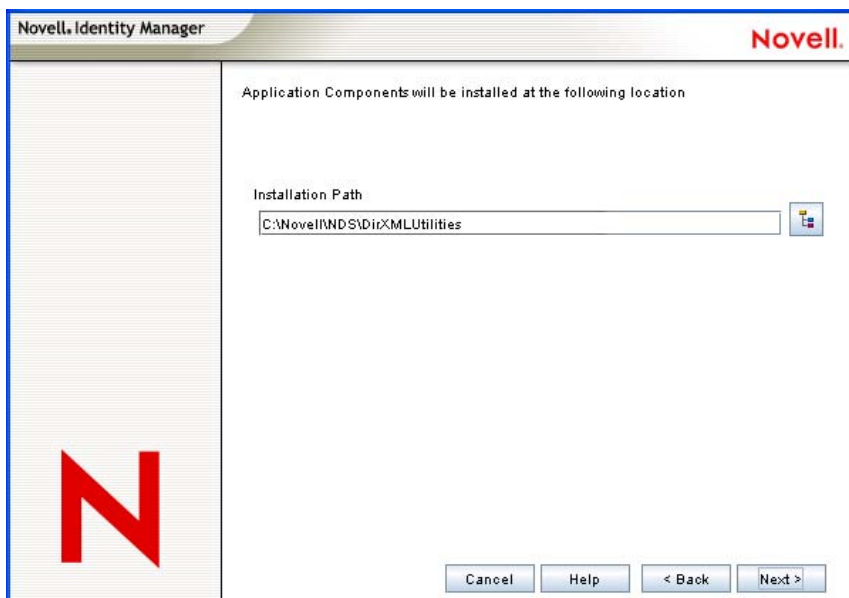 Novell. Identity Manager
Novell.
Application Components will be installed at the following location
Installation Path
C:\Novell\NDS\DirXMLUtilities
N
Cancel
Help
< Back
Next >